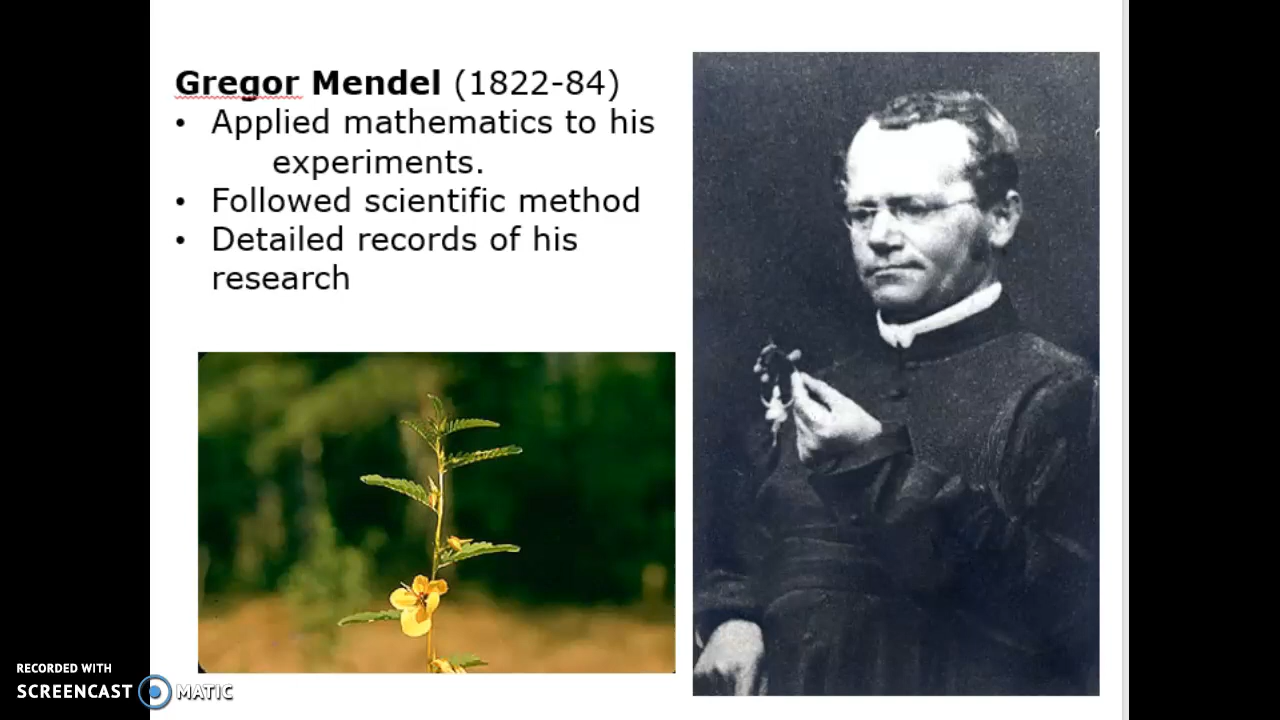 Gregor Mendel (1822-84)
• Applied mathematics to his
experiments.
• Followed scientific method
• Detailed records of his
research
RECORDED WITH
SCREENCAST MATIC